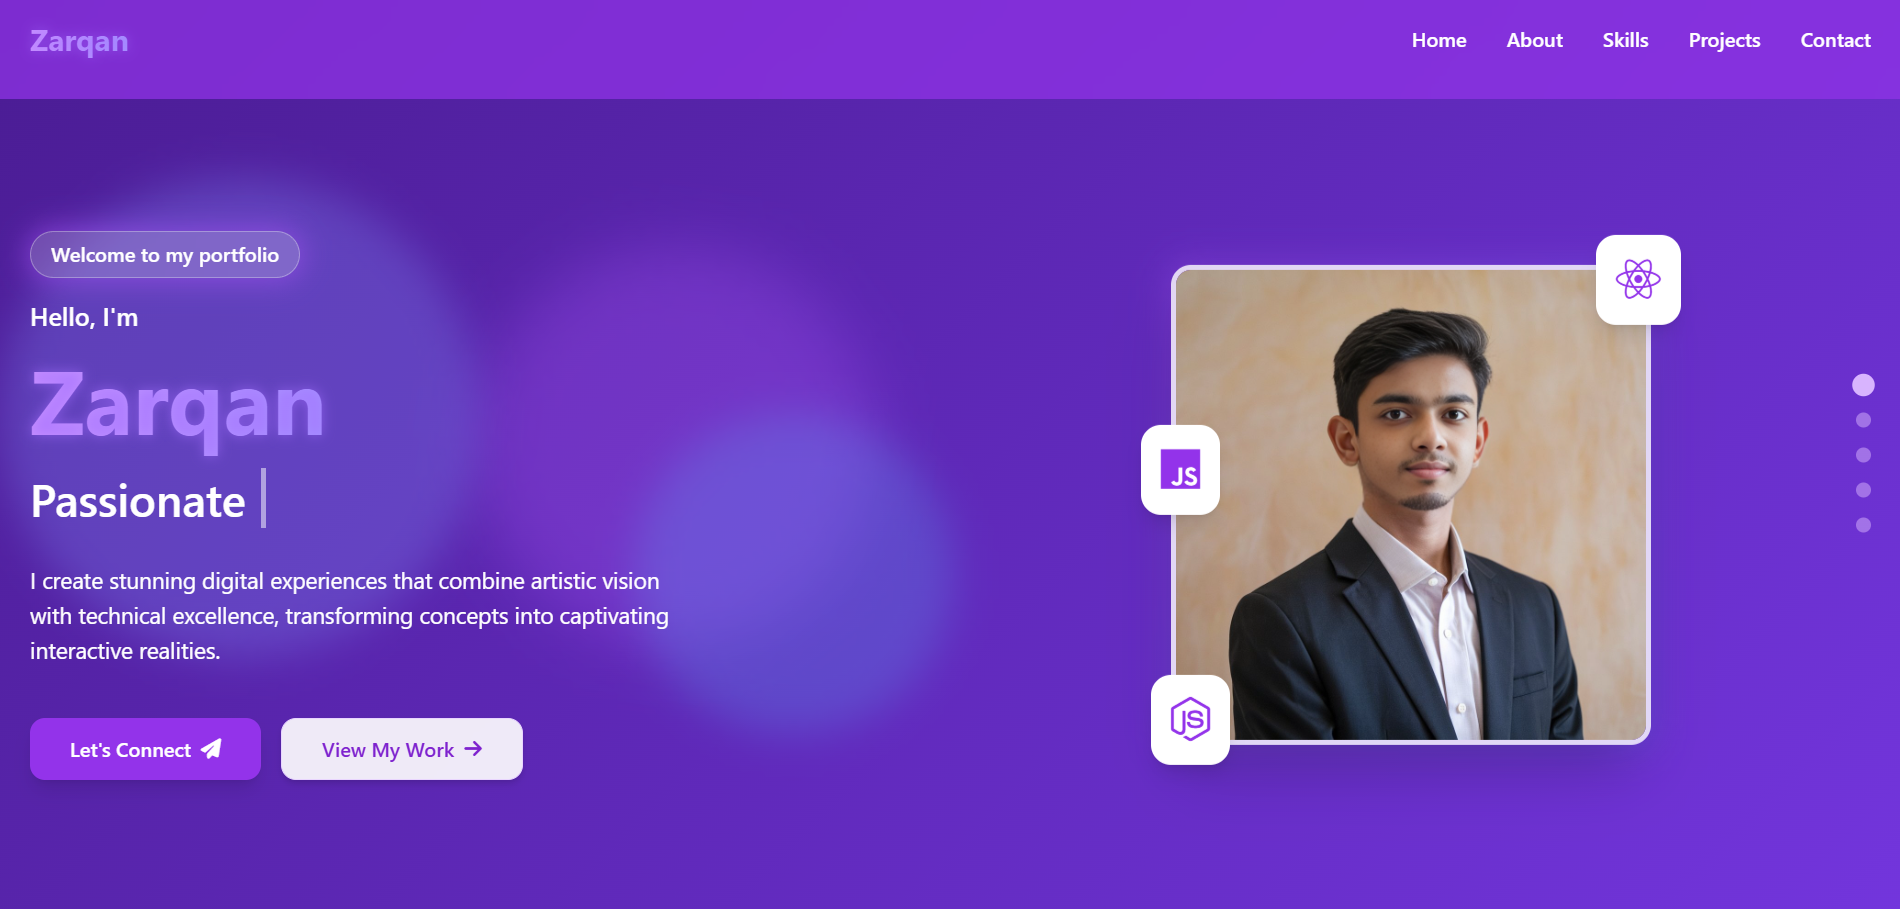 Zarqan
Home About Skills Projects Contact
Welcome to my portfolio
Hello, I'm
Zarqan
Passionate
I create stunning digital experiences that combine artistic vision
with technical excellence, transforming concepts into captivating
interactive realities.
Let's Connect
View My Work
JS
JS